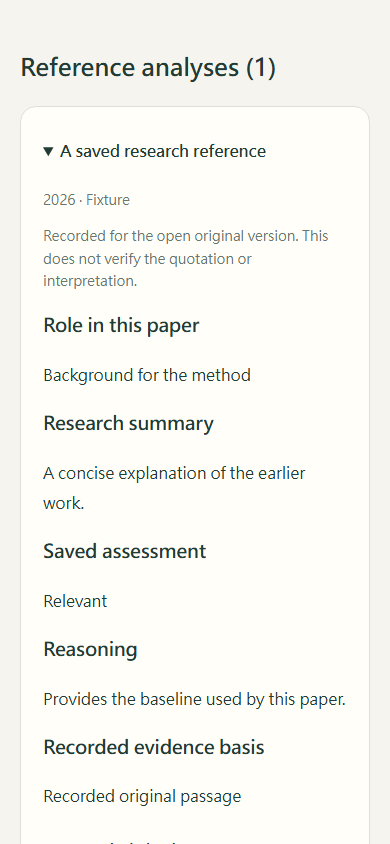 Reference analyses (1)
▼ A saved research reference
2026 · Fixture
Recorded for the open original version. This
does not verify the quotation or
interpretation.
Role in this paper
Background for the method
Research summary
A concise explanation of the earlier
work.
Saved assessment
Relevant
Reasoning
Provides the baseline used by this paper.
Recorded evidence basis
Recorded original passage